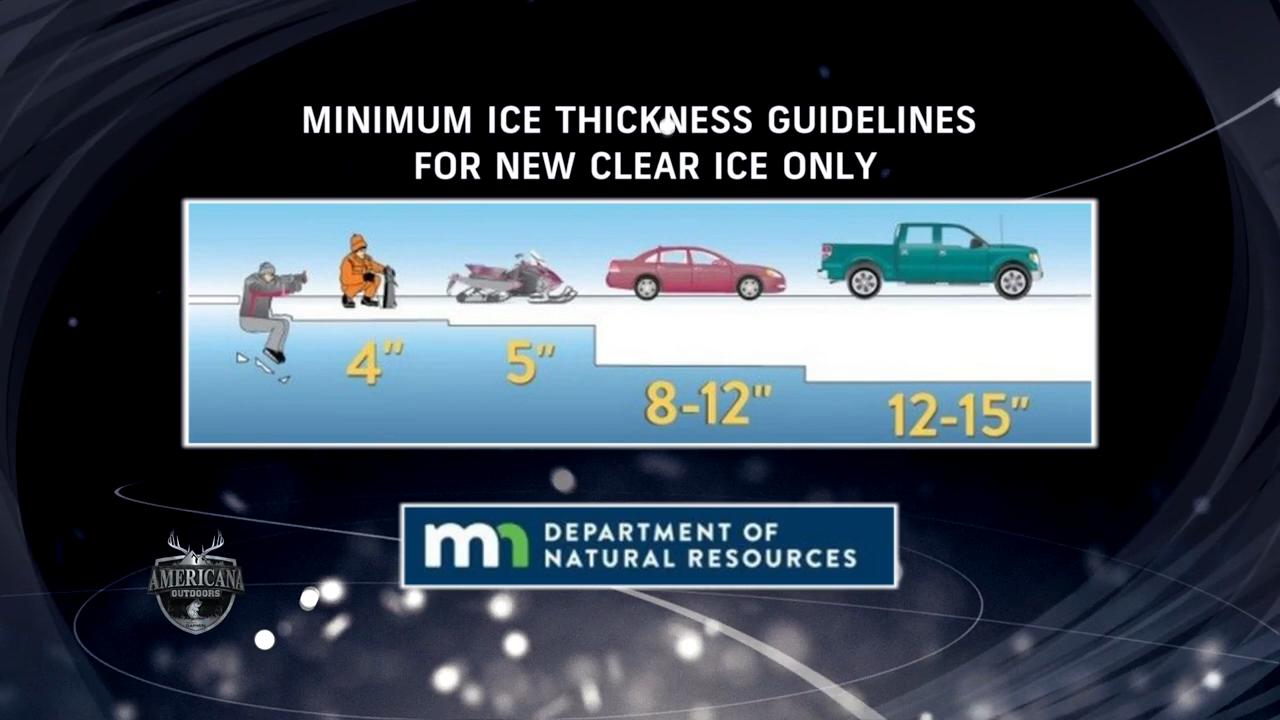 MINIMUM ICE THICKNESS GUIDELINES
FOR NEW CLEAR ICE ONLY
4"
5"
8-12"
12-15"
mn DEPARTMENT OF
NATURAL RESOURCES
AMERICANA
OUTDOORS